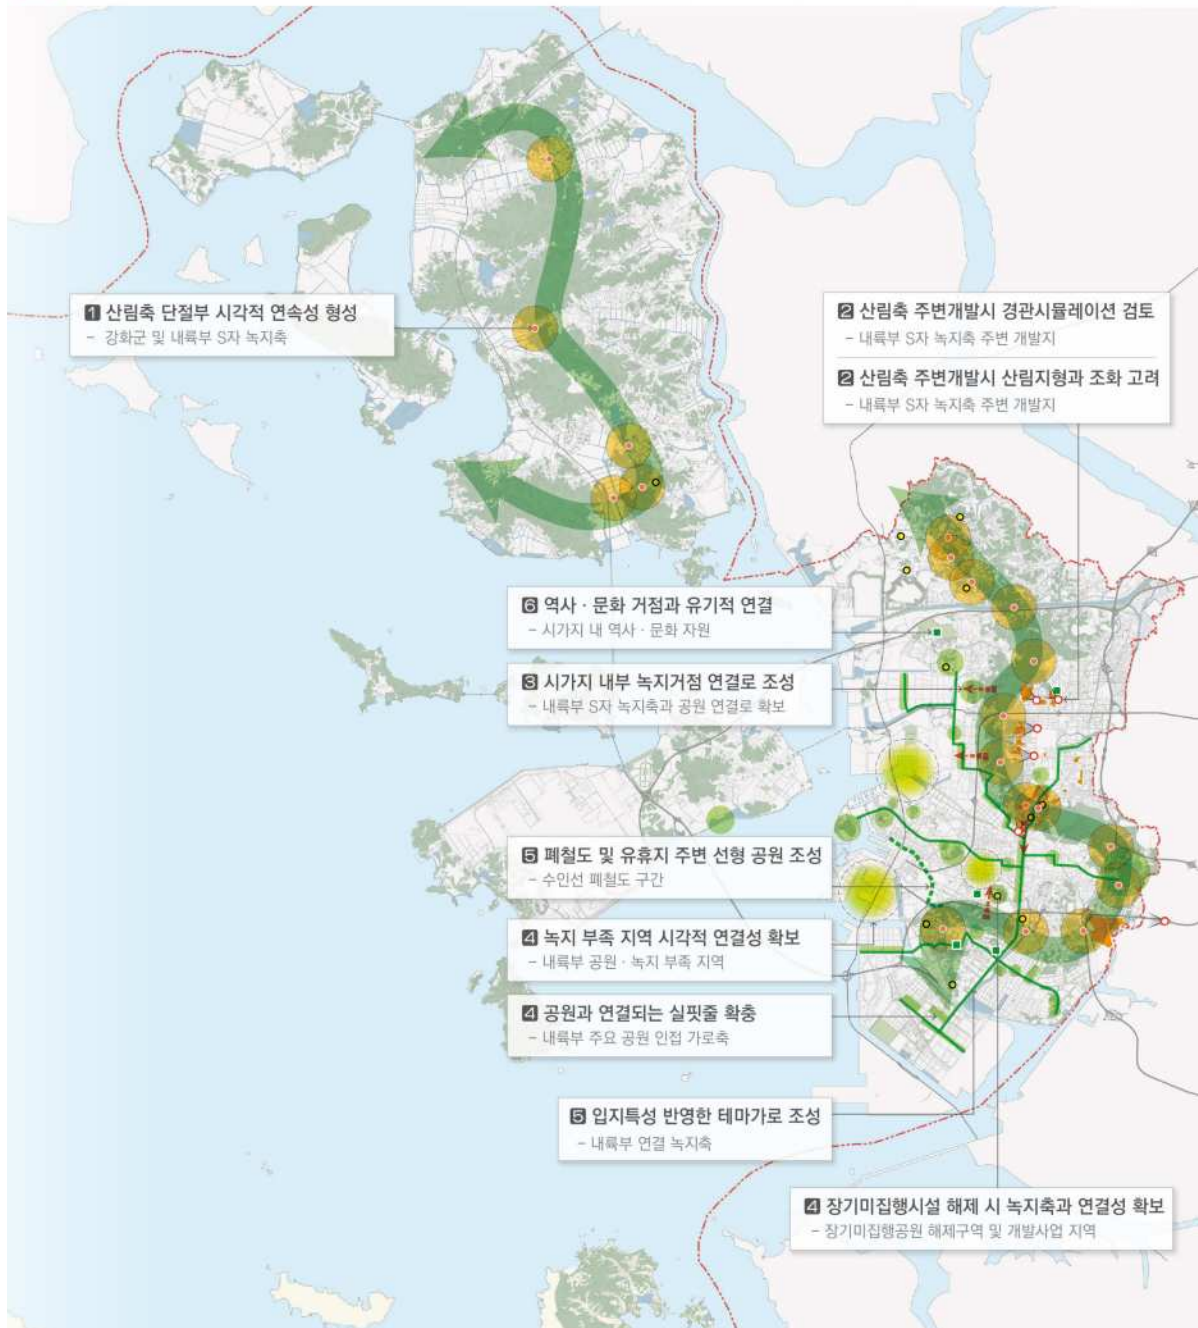 1 산림축 단절부 시각적 연속성 형성
- 강화군 및 내륙부 S자 녹지축
2 산림축 주변개발시 경관시뮬레이션 검토
- 내륙부 S자 녹지축 주변 개발지
2 산림축 주변개발시 산림지형과 조화 고려
- 내륙부 S자 녹지축 주변 개발지
6 역사 · 문화 거점과 유기적 연결
- 시가지 내 역사 · 문화 자원
3 시가지 내부 녹지거점 연결로 조성
- 내륙부 S자 녹지축과 공원 연결로 확보
5 폐철도 및 유휴지 주변 선형 공원 조성
- 수인선 폐철도 구간
4 녹지 부족 지역 시각적 연결성 확보
- 내륙부 공원 · 녹지 부족 지역
4 공원과 연결되는 실핏줄 확충
- 내륙부 주요 공원 인접 가로축
5 입지특성 반영한 테마가로 조성
- 내륙부 연결 녹지축
4 장기미집행시설 해제 시 녹지축과 연결성 확보
- 장기미집행공원 해제구역 및 개발사업 지역